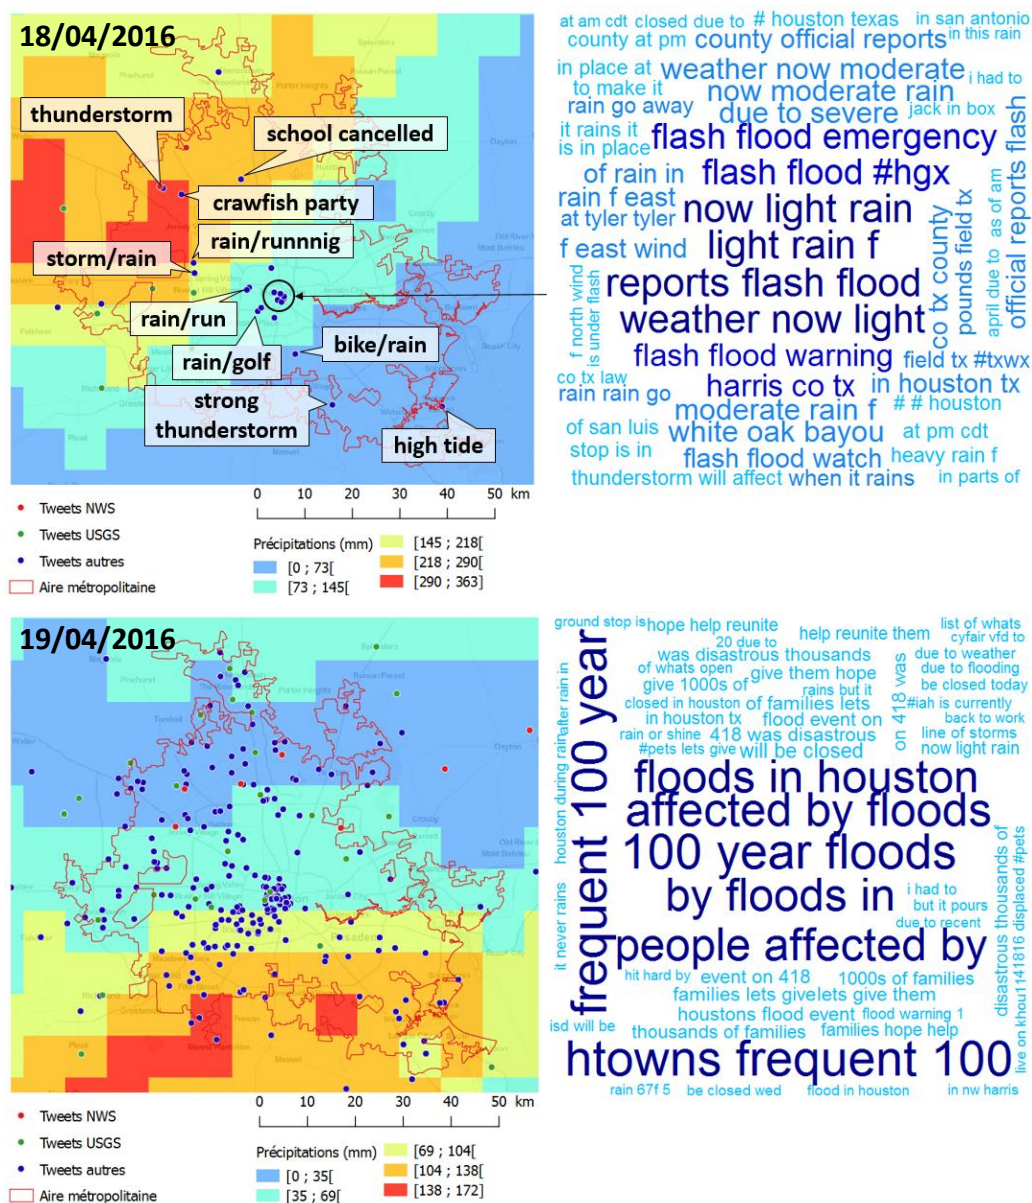 18/04/2016
thunderstorm
school cancelled
crawfish party
rain/runnnig
storm/rain
rain/run
rain/golf
bike/rain
strong
thunderstorm
high tide
0 10 20 30 40 50 km
Tweets NWS
Tweets USGS
Tweets autres
Aire métropolitaine
Précipitations (mm)
[0 ; 73[
[73 ; 145[
[145 ; 218[
[218 ; 290[
[290 ; 363]
at am cdt
closed due to
# houston texas
in san antonio
county at pm
county official reports
in this rain
in place at
weather now moderate
i had to
to make it
now moderate rain
rain go away
due to severe
jack in box
it rains it
is in place
flash flood emergency
of rain in
flash flood #hgx
rain f east
now light rain
at tyler tyler
light rain f
f east wind
reports flash flood
weather now light
f north wind
is under flash
co tx county
pounds field tx
april due to
as of am
official reports flash
flash flood warning
field tx #txwx
co tx law
rain rain go
harris co tx
in houston tx
moderate rain f
# # houston
of san luis
white oak bayou
at pm cdt
stop is in
flash flood watch
heavy rain f
thunderstorm will affect
when it rains
in parts of
19/04/2016
0 10 20 30 40 50 km
Tweets NWS
Tweets USGS
Tweets autres
Aire métropolitaine
Précipitations (mm)
[0 ; 35[
[35 ; 69[
[69 ; 104[
[104 ; 138[
[138 ; 172]
ground stop is
hope help reunite
20 due to
help reunite them
list of whats
cyfair vfd to
was disastrous thousands
due to weather
of whats open
give them hope
due to flooding
give 1000s of
rains but it
be closed today
closed in houston
of families lets
on 418 was
#iah is currently
in houston tx
flood event on
back to work
rain or shine
418 was disastrous
line of storms
#pets lets give
will be closed
now light rain
after rain in
houston during rain
it never rains
frequent 100 year
floods in houston
affected by floods
100 year floods
by floods in
i had to
but it pours
due to recent
people affected by
disastrous thousands of
live on khou11
41816 displaced #pets
hit hard by
event on 418
1000s of families
families lets give
lets give them
houstons flood event
flood warning 1
isd will be
thousands of families
families hope help
htowns frequent 100
rain 67f 5
be closed wed
flood in houston
in nw harris